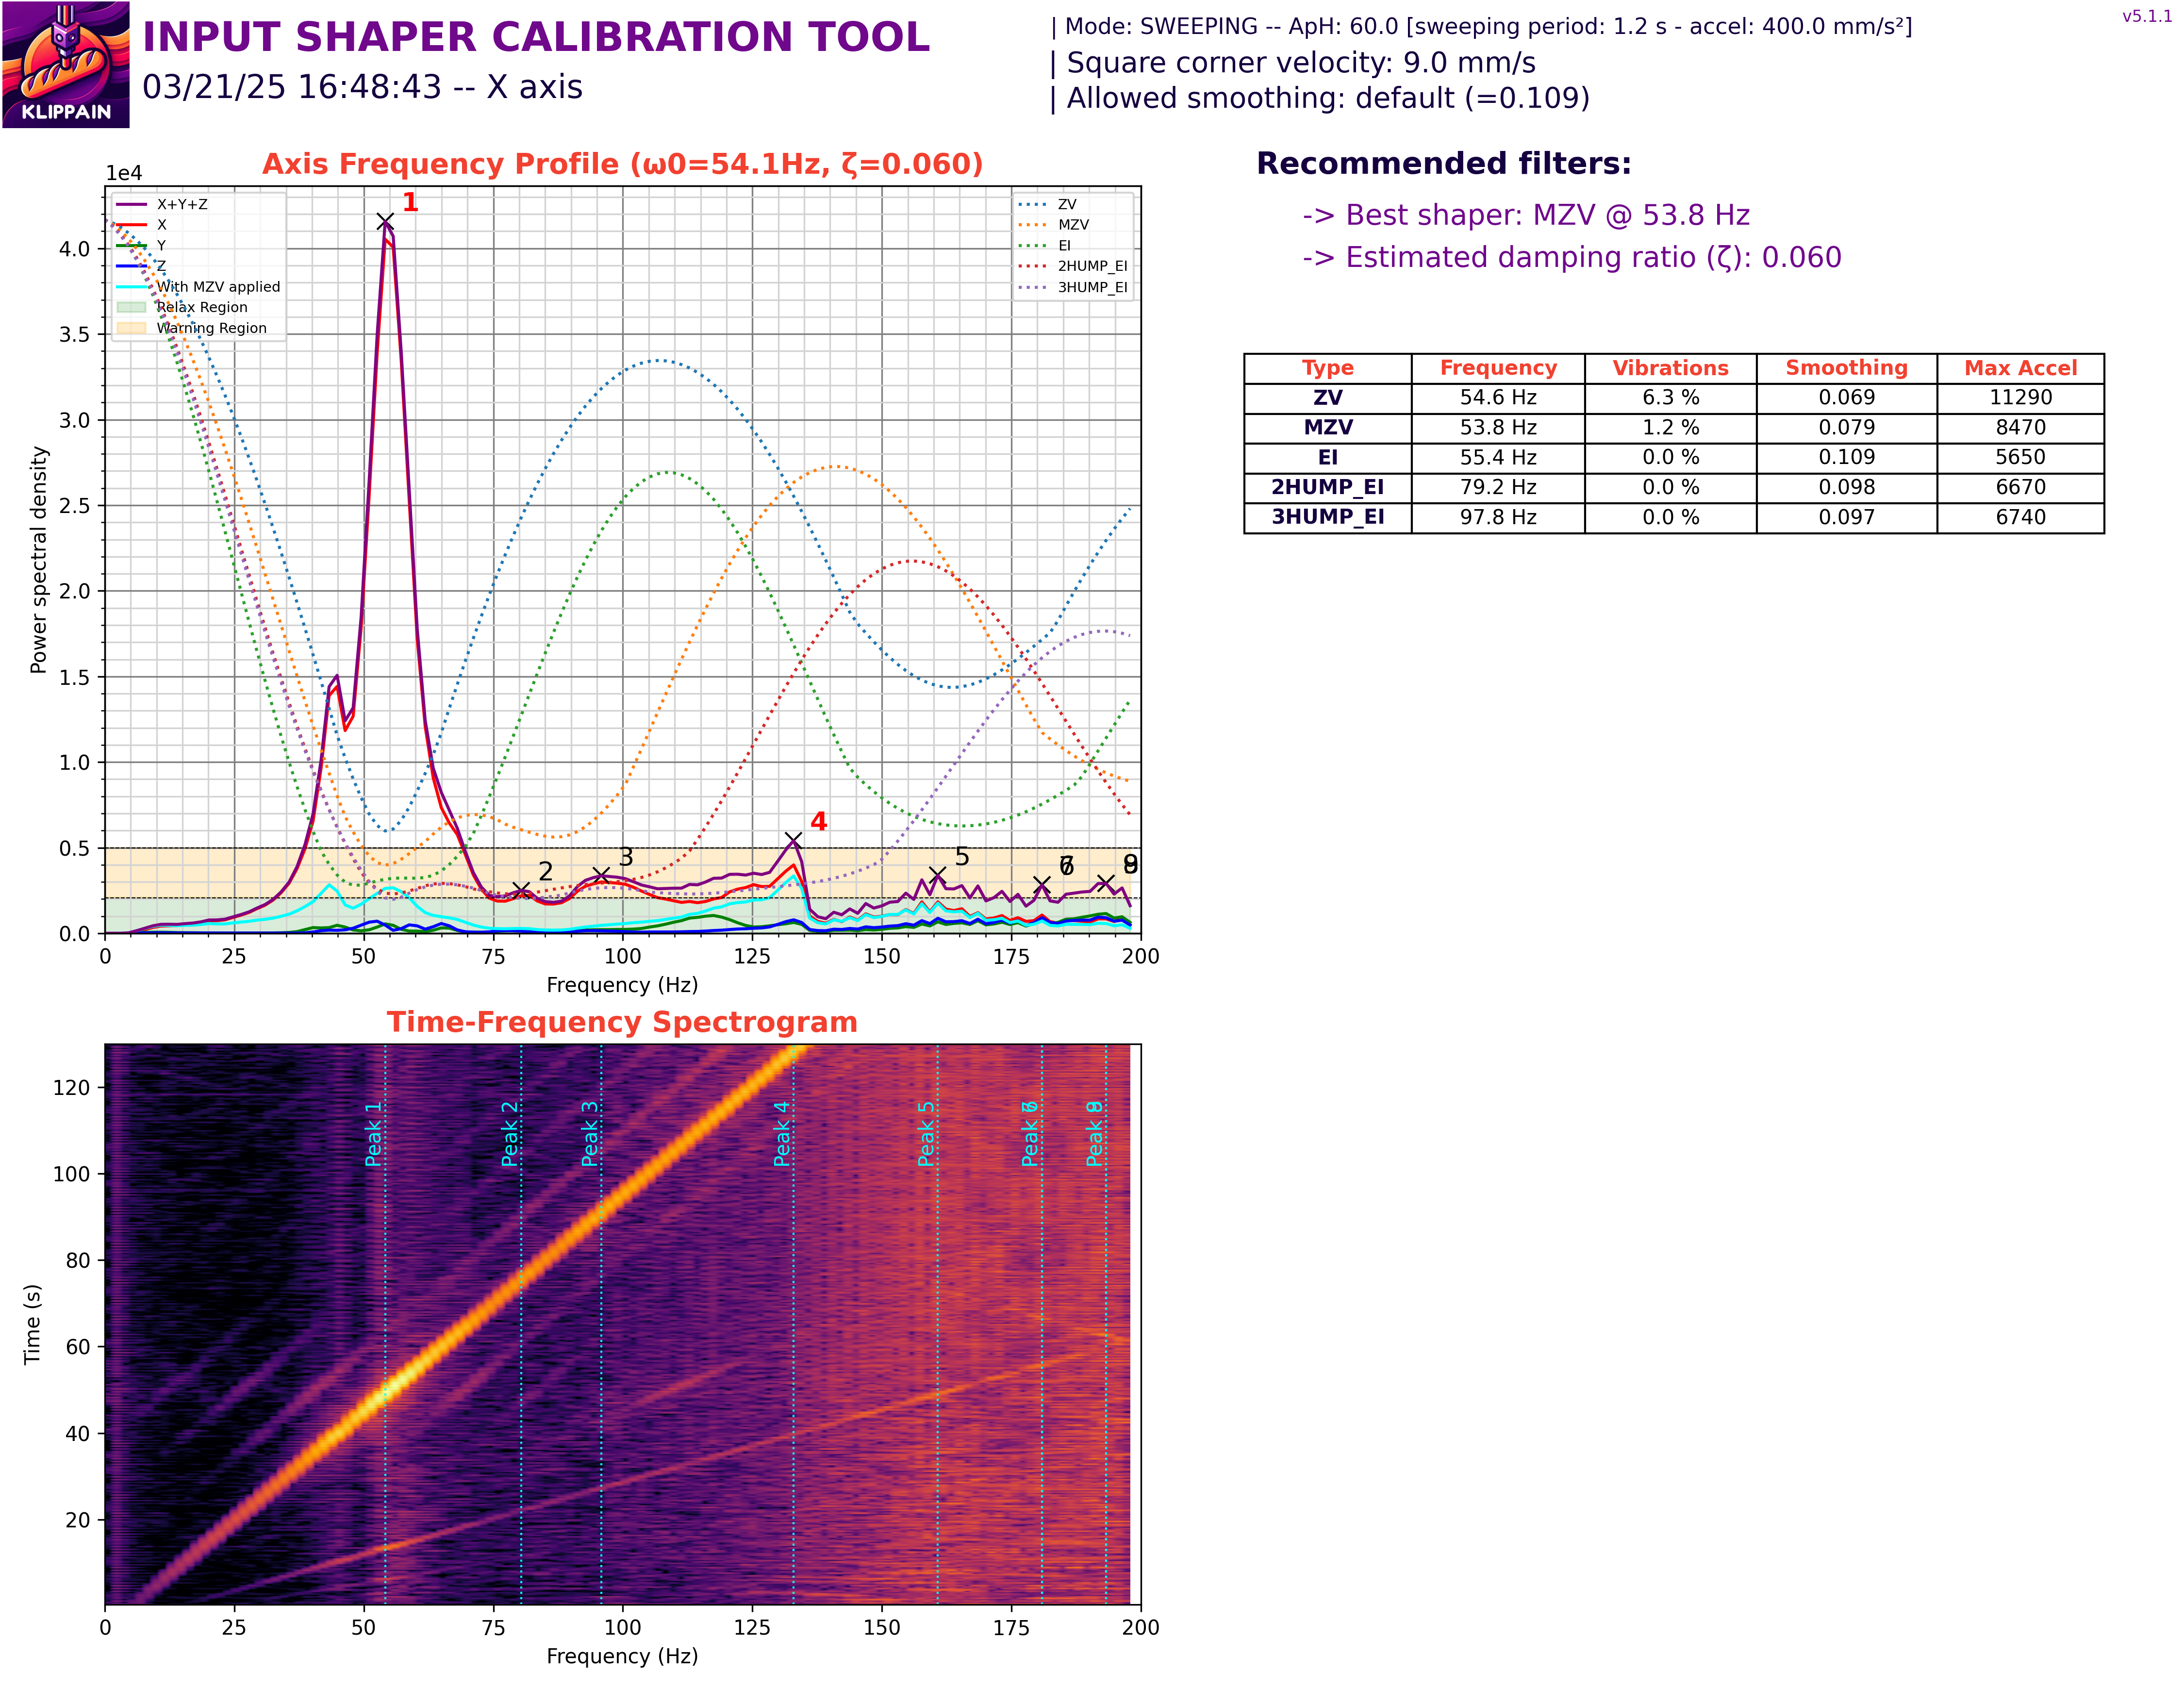 KLIPPAIN
INPUT SHAPER CALIBRATION TOOL
03/21/25 16:48:43 -- X axis
| Mode: SWEEPING -- ApH: 60.0 [sweeping period: 1.2 s - accel: 400.0 mm/s²]
| Square corner velocity: 9.0 mm/s
| Allowed smoothing: default (=0.109)
v5.1.1
Axis Frequency Profile (ω0=54.1Hz, ζ=0.060)
1e4
X+Y+Z
X
Y
Z
With MZV applied
Relax Region
Warning Region
ZV
MZV
EI
2HUMP_EI
3HUMP_EI
1
2
3
4
5
6
7
8
9
Power spectral density
4.0
3.5
3.0
2.5
2.0
1.5
1.0
0.5
0.0
0 25 50 75 100 125 150 175 200
Frequency (Hz)
Recommended filters:
-> Best shaper: MZV @ 53.8 Hz
-> Estimated damping ratio (ζ): 0.060
Type Frequency Vibrations Smoothing Max Accel
ZV 54.6 Hz 6.3 % 0.069 11290
MZV 53.8 Hz 1.2 % 0.079 8470
EI 55.4 Hz 0.0 % 0.109 5650
2HUMP_EI 79.2 Hz 0.0 % 0.098 6670
3HUMP_EI 97.8 Hz 0.0 % 0.097 6740
Time-Frequency Spectrogram
Time (s)
120
100
80
60
40
20
Peak 1
Peak 2
Peak 3
Peak 4
Peak 5
Peak 6
Peak 8
0 25 50 75 100 125 150 175 200
Frequency (Hz)